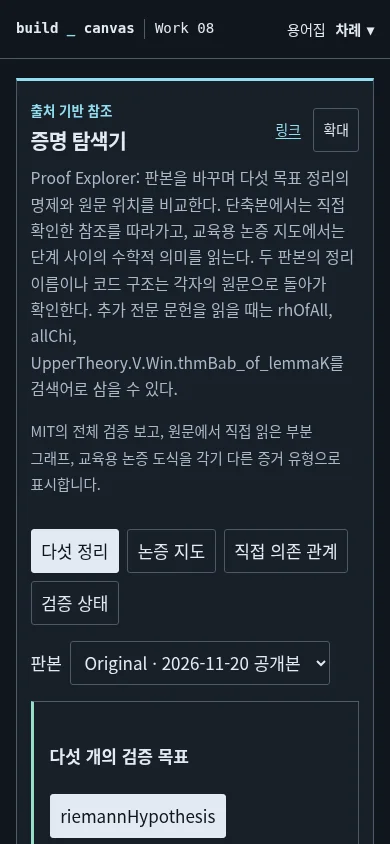 build _ canvas Work 08 용어집 차례 ▼
출처 기반 참조
증명 탐색기
링크 확대
Proof Explorer: 판본을 바꾸며 다섯 목표 정리의
명제와 원문 위치를 비교한다. 단축본에서는 직접
확인한 참조를 따라가고, 교육용 논증 지도에서는
단계 사이의 수학적 의미를 읽는다. 두 판본의 정리
이름이나 코드 구조는 각자의 원문으로 돌아가
확인한다. 추가 전문 문헌을 읽을 때는 rhOfAll,
allChi,
UpperTheory.V.Win.thmBab_of_lemmaK를
검색어로 삼을 수 있다.
MIT의 전체 검증 보고, 원문에서 직접 읽은 부분
그래프, 교육용 논증 도식을 각기 다른 증거 유형으로
표시합니다.
다섯 정리 논증 지도 직접 의존 관계
검증 상태
판본 Original · 2026-11-20 공개본
다섯 개의 검증 목표
riemannHypothesis